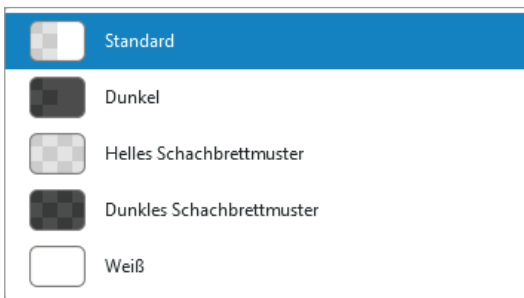 Standard
Dunkel
Helles Schachbrettmuster
Dunkles Schachbrettmuster
Weiß